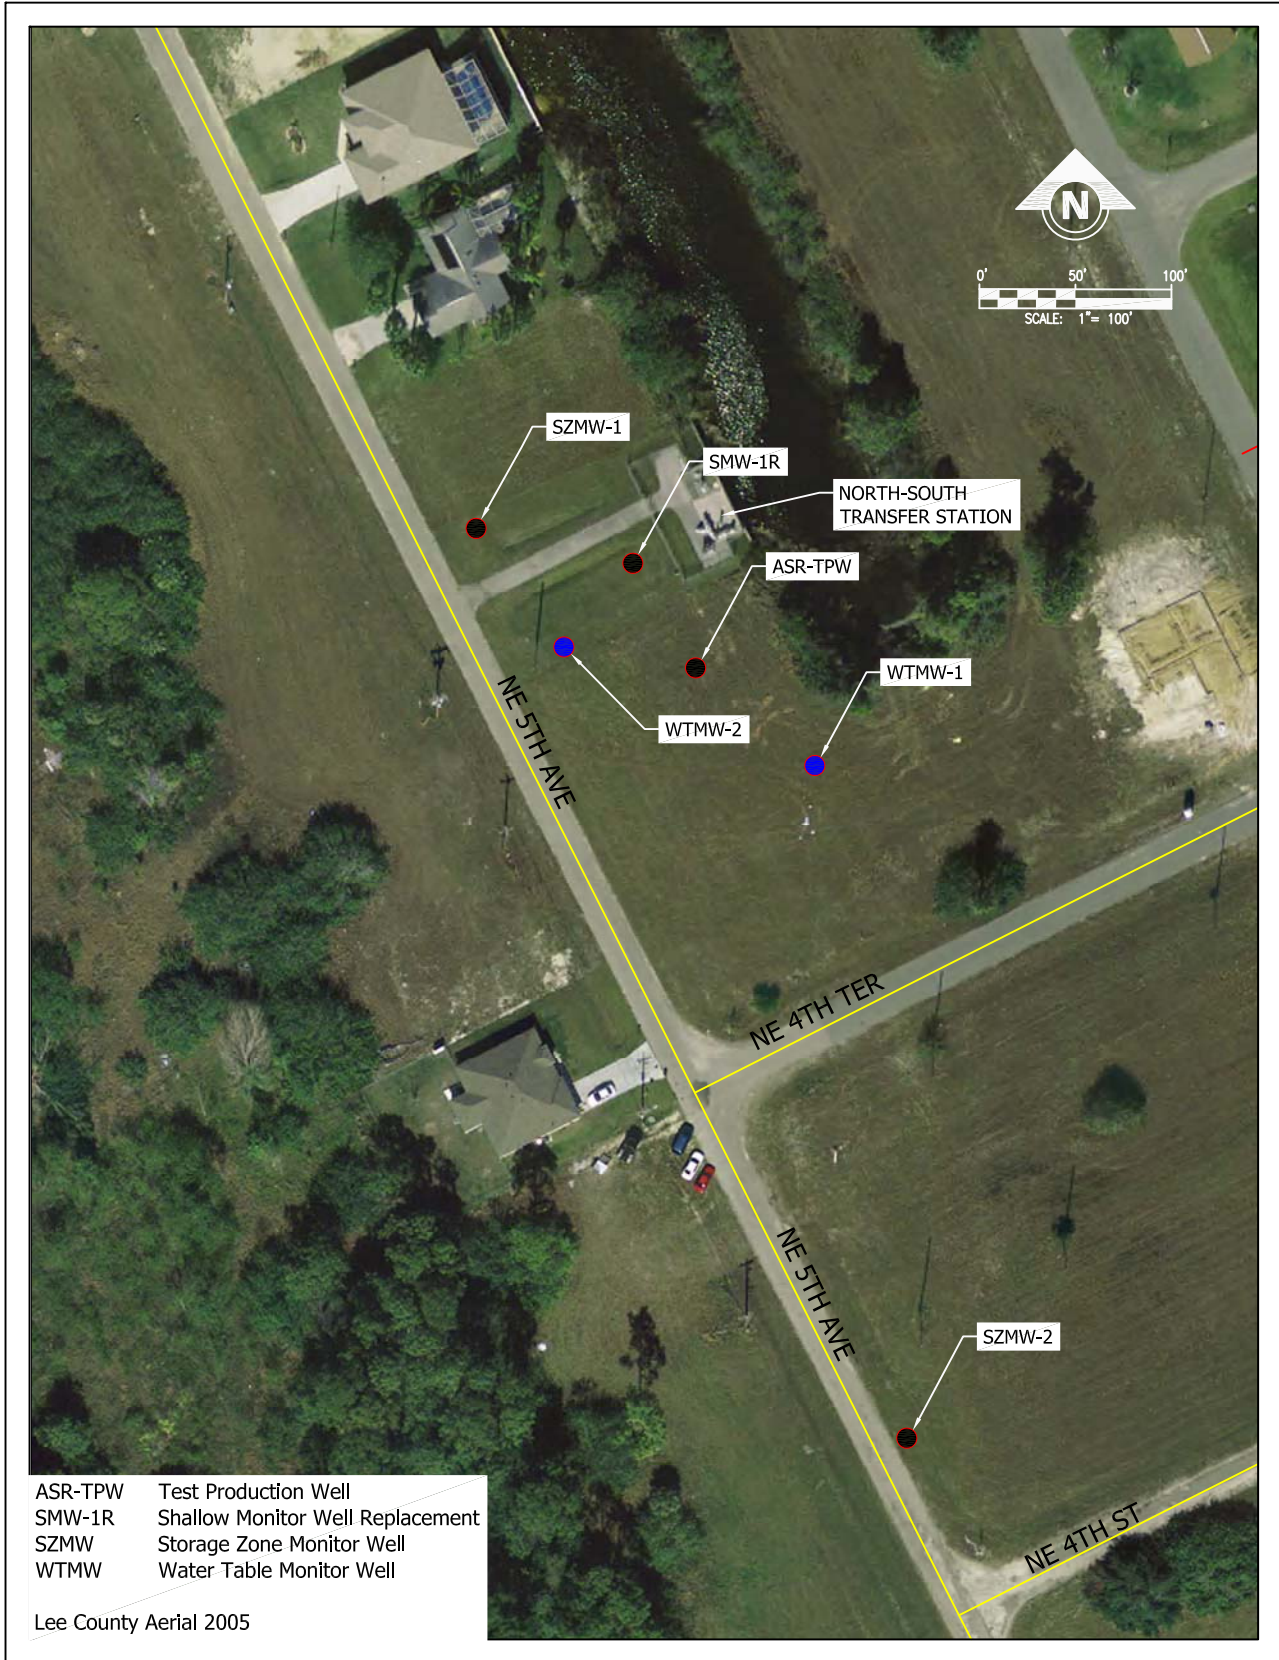 N
0' 50' 100'
SCALE: 1"= 100'
SZMW-1
SMW-1R
NORTH-SOUTH
TRANSFER STATION
ASR-TPW
WTMW-1
WTMW-2
NE 5TH AVE
NE 4TH TER
NE 5TH AVE
SZMW-2
NE 4TH ST
ASR-TPW Test Production Well
SMW-1R Shallow Monitor Well Replacement
SZMW Storage Zone Monitor Well
WTMW Water Table Monitor Well
Lee County Aerial 2005